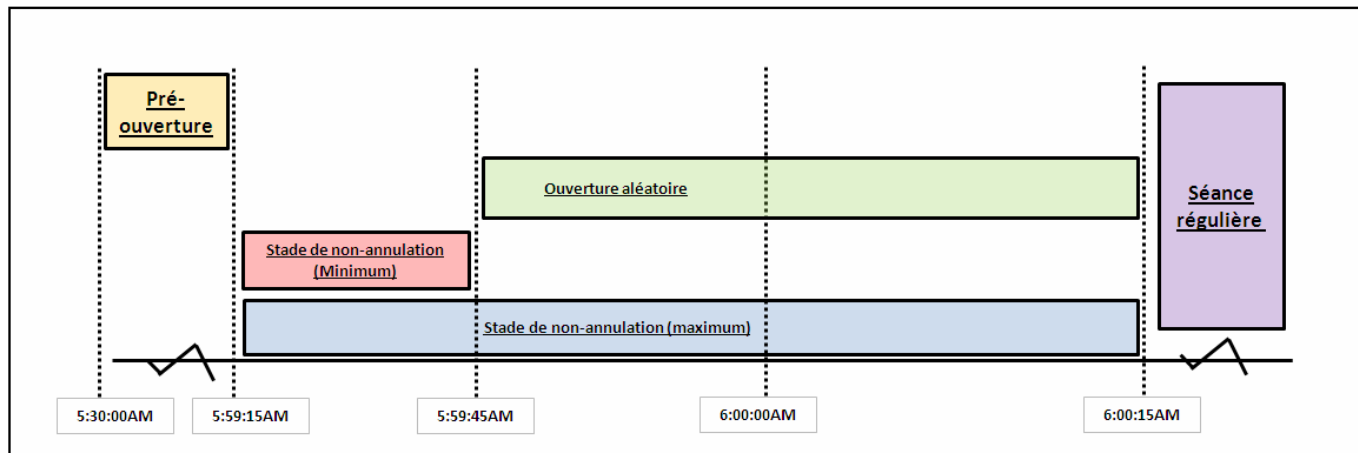 Pré-
ouverture
Ouverture aléatoire
Séance
régulière
Stade de non-annulation
(Minimum)
Stade de non-annulation (maximum)
5:30:00AM
5:59:15AM
5:59:45AM
6:00:00AM
6:00:15AM